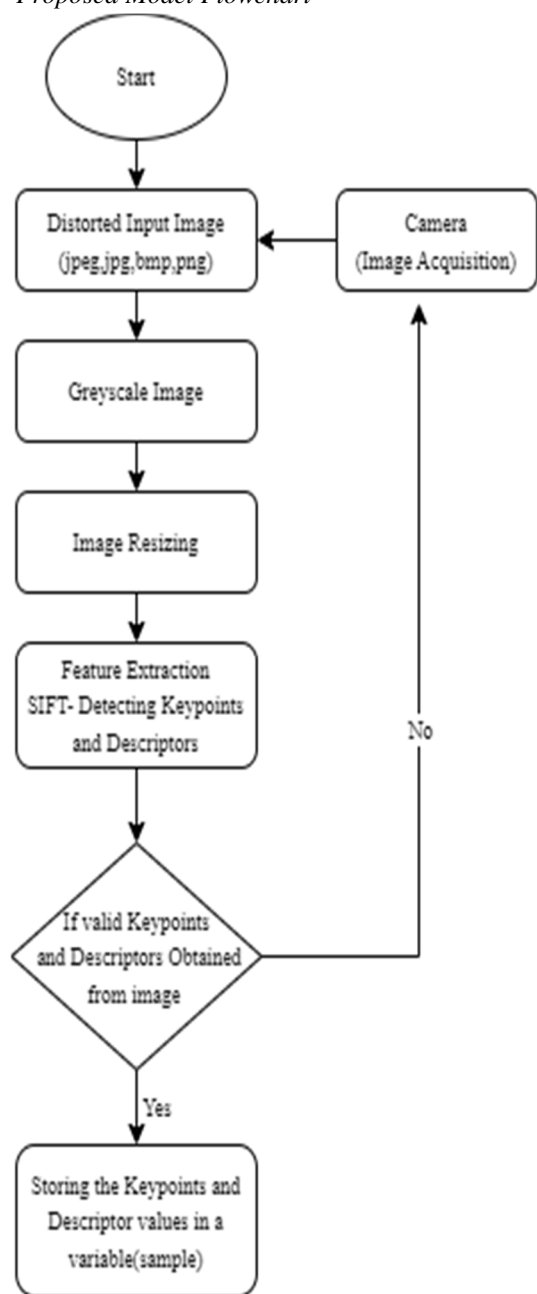 Proposed Model Flowchart
Start
Distorted Input Image
(jpeg,jpg,bmp,png)
Camera
(Image Acquisition)
Greyscale Image
Image Resizing
Feature Extraction
SIFT- Detecting Keypoints
and Descriptors
No
If valid Keypoints
and Descriptors Obtained
from image
Yes
Storing the Keypoints and
Descriptor values in a
variable(sample)